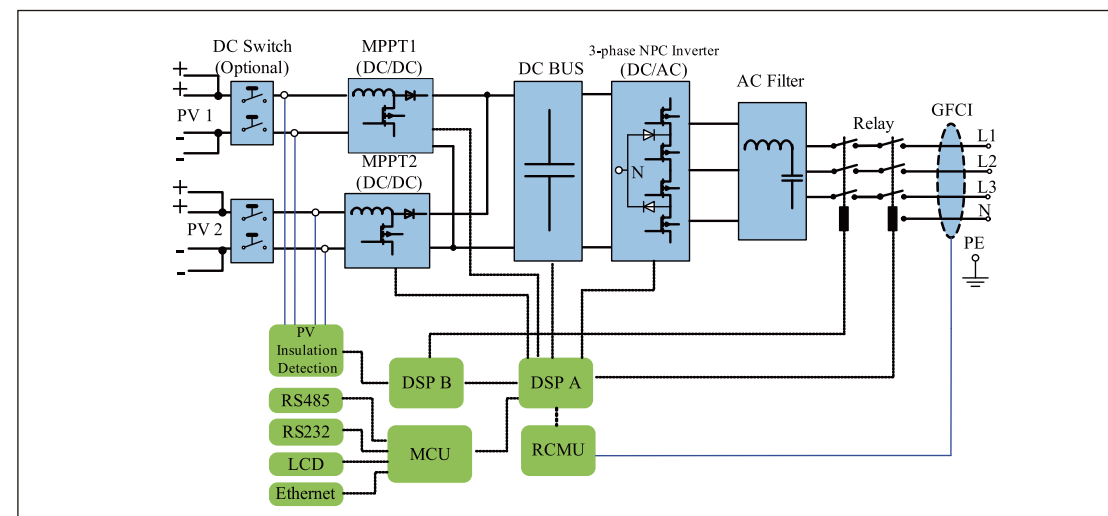 DC Switch
(Optional)
MPPT1
(DC/DC)
DC BUS
3-phase NPC Inverter
(DC/AC)
AC Filter
Relay
GFCI
+
+
PV 1
-
-
L1
L2
L3
N
N
MPPT2
(DC/DC)
+
+
PV 2
-
-
PE
PV
Insulation
Detection
DSP B
DSP A
RS485
RS232
LCD
Ethernet
MCU
RCMU